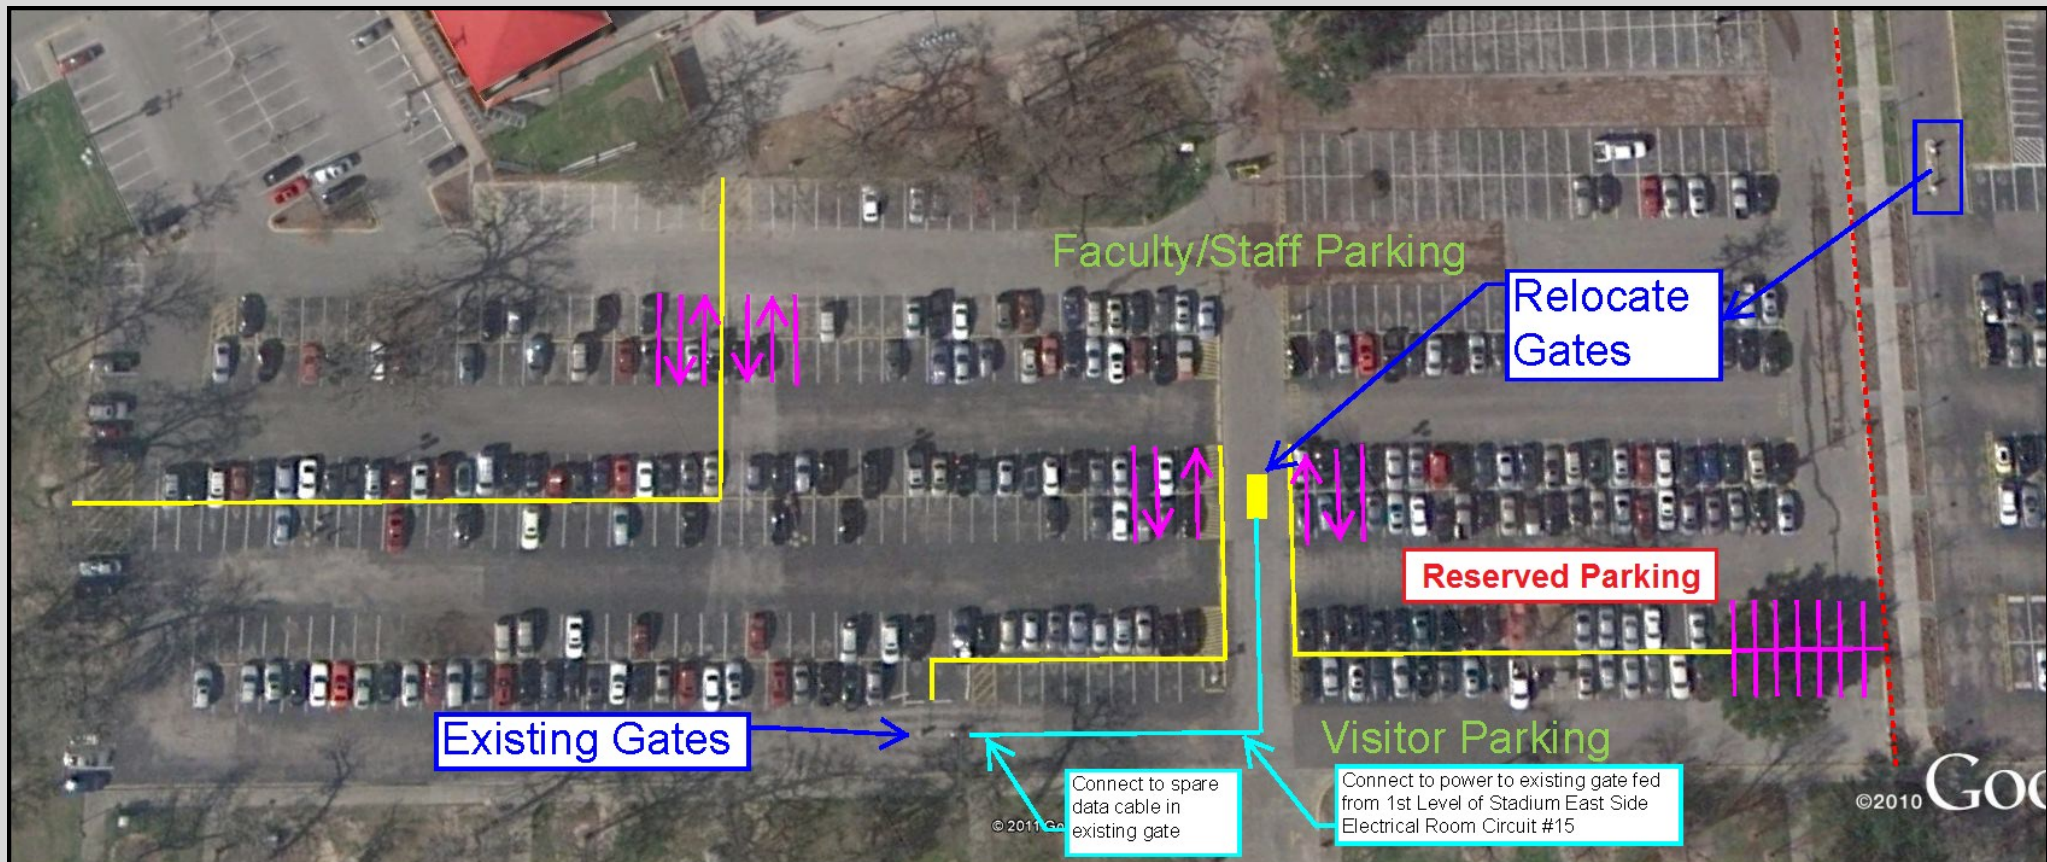 Faculty/Staff Parking
Relocate
Gates
Reserved Parking
Existing Gates
Visitor Parking
Connect to spare
data cable in
existing gate
Connect to power to existing gate fed
from 1st Level of Stadium East Side
Electrical Room Circuit #15
© 2011 Go
©2010 Goo